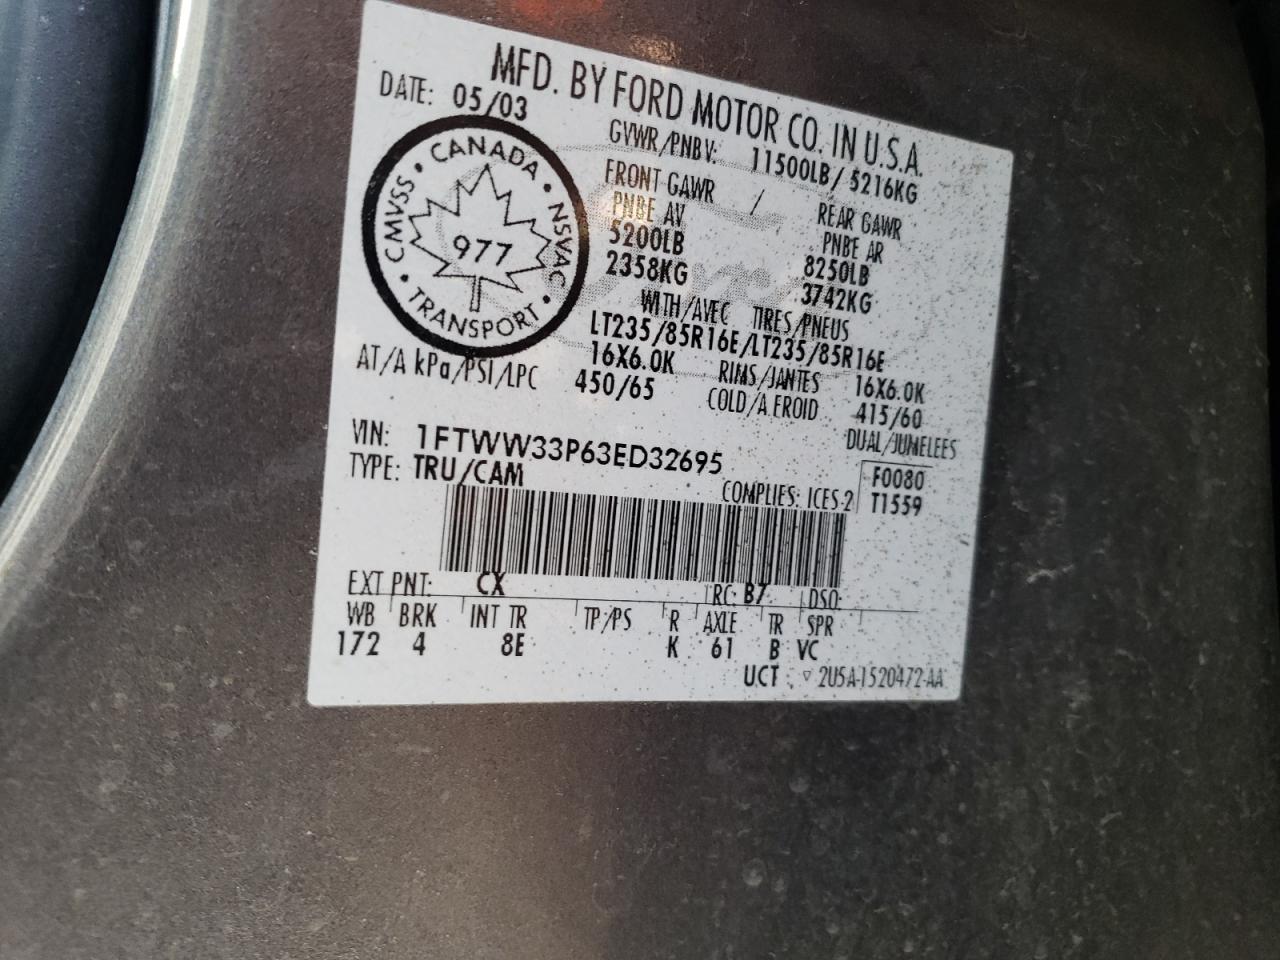 MFD. BY FORD MOTOR CO. IN U.S.A.
DATE: 05/03
GVWR/PNBV: 11500LB/ 5216KG
CANADA • NSVAC • TRANSPORT • CMVSS •
977
FRONT GAWR / REAR GAWR
PNBE AV PNBE AR
5200LB 8250LB
2358KG 3742KG
WITH/AVEC TIRES/PNEUS
LT235/85R16E/LT235/85R16E
16X6.0K RIMS/JANTES 16X6.0K
AT/A kPa/PSI/LPC 450/65 COLD/A FROID 415/60
DUAL/JUMELEES
VIN: 1FTWW33P63ED32695
TYPE: TRU/CAM
F0080
COMPLIES: ICES-2 T1559
EXT PNT: CX RC: B7 DSO:
WB BRK INT TR TP/PS R AXLE TR SPR
172 4 8E K 61 B VC
UCT ▽ 2U5A-1520472-AA